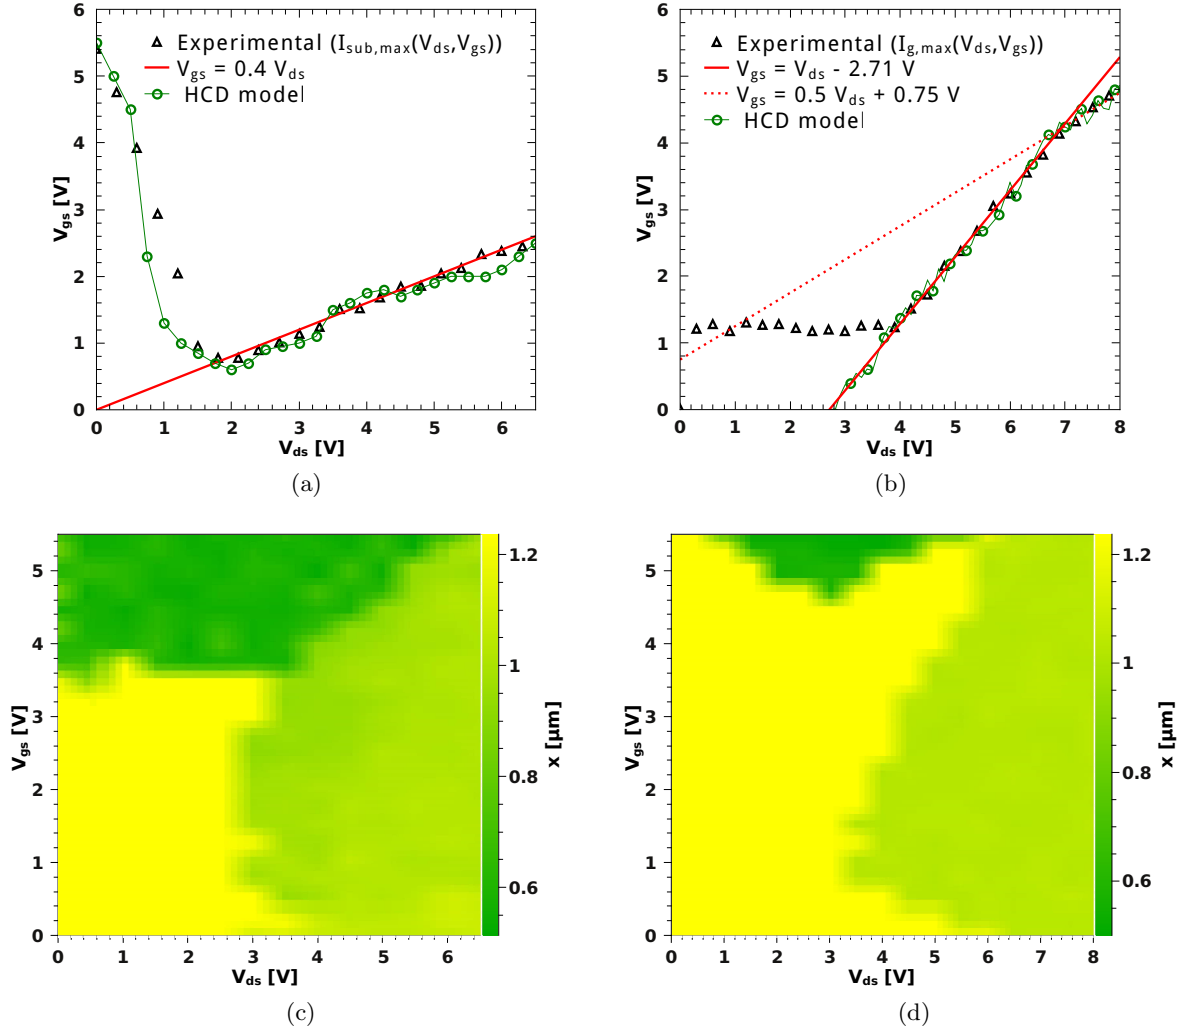 6
5
4
3
2
1
0
V_gs [V]
Experimental (I_sub,max(V_ds,V_gs))
V_gs = 0.4 V_ds
HCD model
0 1 2 3 4 5 6
V_ds [V]
(a)
6
5
4
3
2
1
0
V_gs [V]
Experimental (I_g,max(V_ds,V_gs))
V_gs = V_ds - 2.71 V
V_gs = 0.5 V_ds + 0.75 V
HCD model
0 1 2 3 4 5 6 7 8
V_ds [V]
(b)
5
4
3
2
1
0
V_gs [V]
0 1 2 3 4 5 6
V_ds [V]
1.2
1
0.8
0.6
x [µm]
(c)
5
4
3
2
1
0
V_gs [V]
0 1 2 3 4 5 6 7 8
V_ds [V]
1.2
1
0.8
0.6
x [µm]
(d)